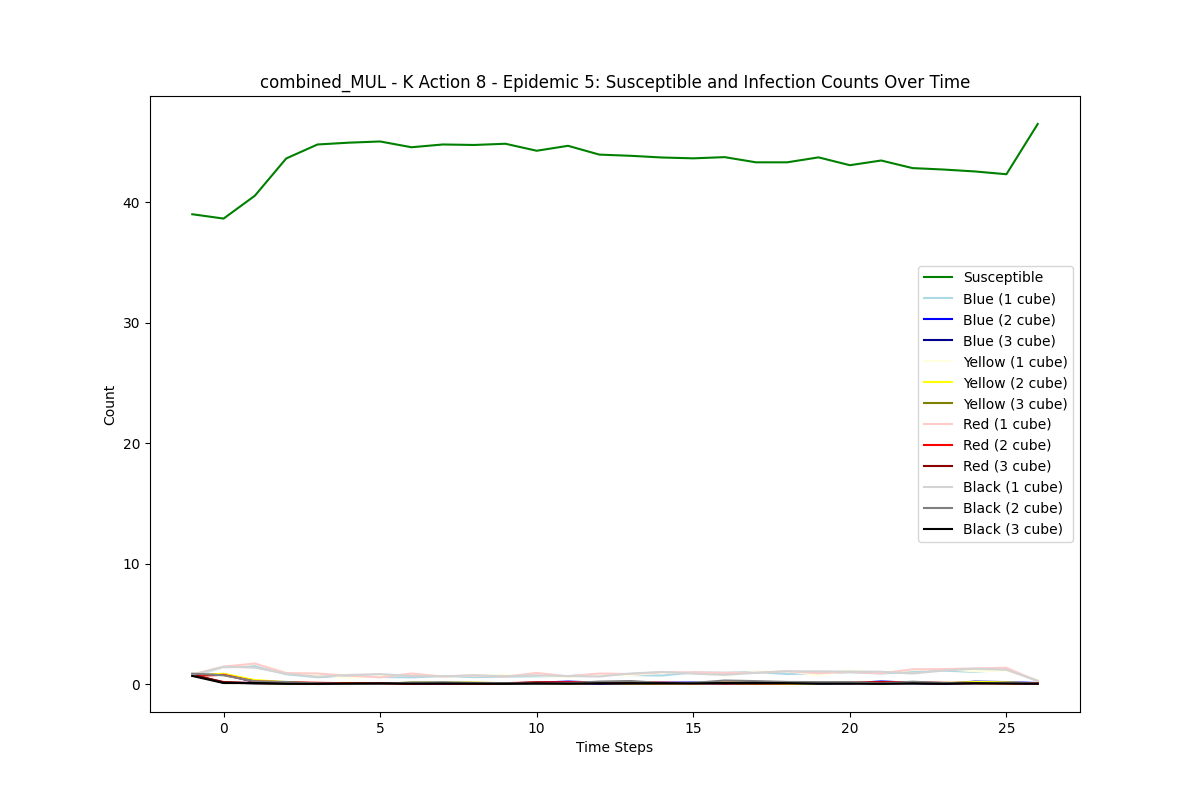 combined_MUL - K Action 8 - Epidemic 5: Susceptible and Infection Counts Over Time
Count
40
30
20
10
0
Susceptible
Blue (1 cube)
Blue (2 cube)
Blue (3 cube)
Yellow (1 cube)
Yellow (2 cube)
Yellow (3 cube)
Red (1 cube)
Red (2 cube)
Red (3 cube)
Black (1 cube)
Black (2 cube)
Black (3 cube)
0 5 10 15 20 25
Time Steps